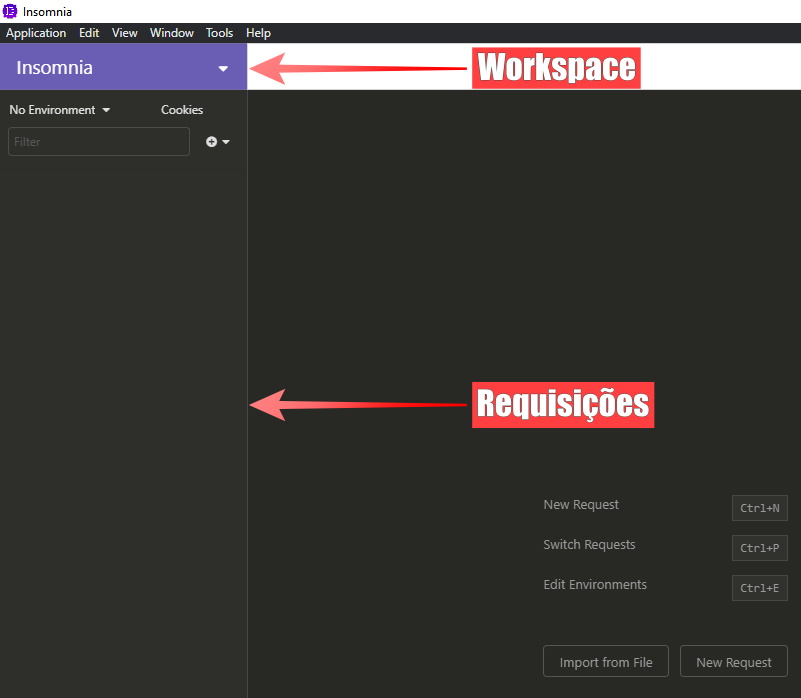 Insomnia
Application Edit View Window Tools Help
Insomnia
Workspace
No Environment Cookies
Filter
Requisições
New Request Ctrl+N
Switch Requests Ctrl+P
Edit Environments Ctrl+E
Import from File New Request